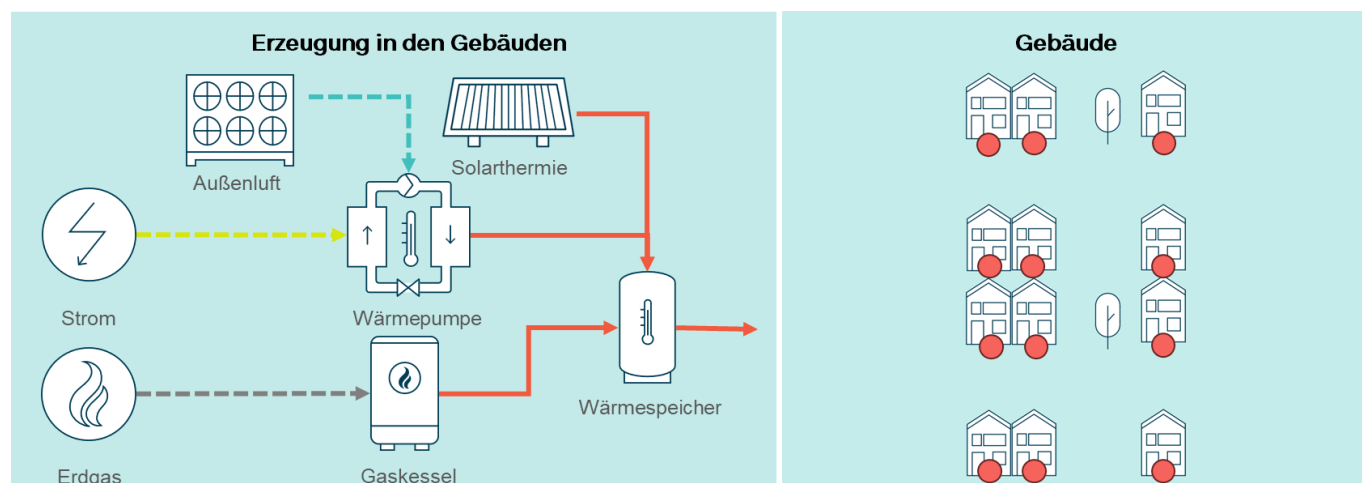 Erzeugung in den Gebäuden
Gebäude
Außenluft
Solarthermie
Strom
Wärmepumpe
Wärmespeicher
Erdgas
Gaskessel